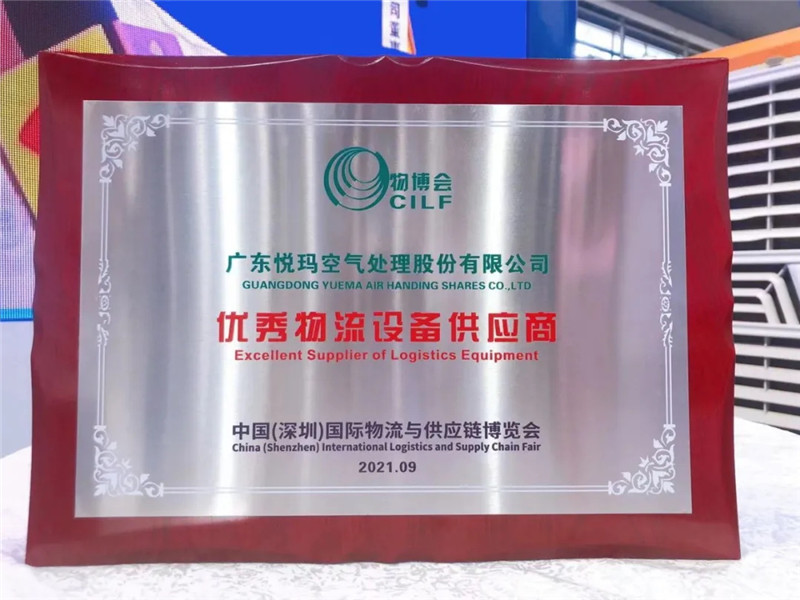 司董事
物博会
CILF
广东悦玛空气处理股份有限公司
GUANGDONG YUEMA AIR HANDING SHARES CO.,LTD
优秀物流设备供应商
Excellent Supplier of Logistics Equipment
中国(深圳)国际物流与供应链博览会
China (Shenzhen) International Logistics and Supply Chain Fair
2021.09